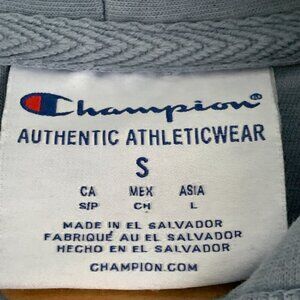 Champion®
AUTHENTIC ATHLETICWEAR
S
CA MEX ASIA
S/P CH L
MADE IN EL SALVADOR
FABRIQUÉ AU EL SALVADOR
HECHO EN EL SALVADOR
CHAMPION.COM